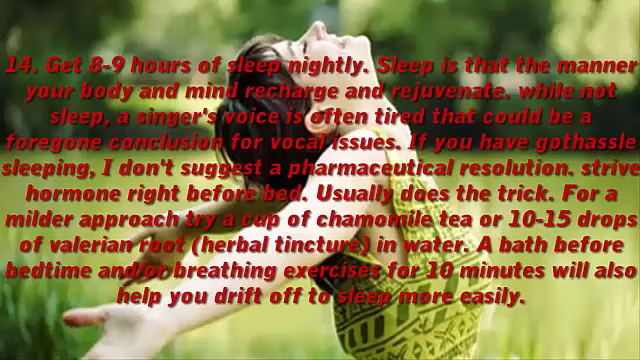 14. Get 8-9 hours of sleep nightly. Sleep is that the manner
your body and mind recharge and rejuvenate. while not
sleep, a singer's voice is often tired that could be a
foregone conclusion for vocal issues. If you have gothassle
sleeping, I don't suggest a pharmaceutical resolution. strive
hormone right before bed. Usually does the trick. For a
milder approach try a cup of chamomile tea or 10-15 drops
of valerian root (herbal tincture) in water. A bath before
bedtime and/or breathing exercises for 10 minutes will also
help you drift off to sleep more easily.